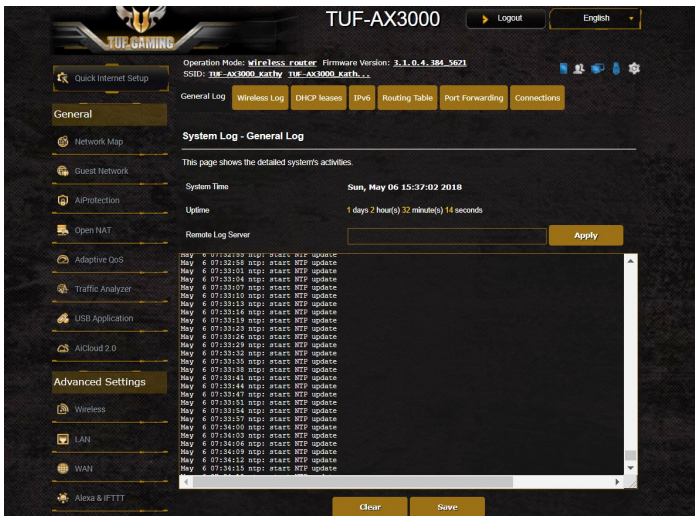 TUF GAMING
TUF-AX3000
Logout
English
Quick Internet Setup
General
Network Map
Guest Network
AiProtection
Open NAT
Adaptive QoS
Traffic Analyzer
USB Application
AiCloud 2.0
Advanced Settings
Wireless
LAN
WAN
Alexa & IFTTT
Operation Mode: Wireless router Firmware Version: 3.1.0.4.384_5621
SSID: TUF-AX3000_Kathy TUF-AX3000_Kath...
General Log Wireless Log DHCP leases IPv6 Routing Table Port Forwarding Connections
System Log - General Log
This page shows the detailed system's activities.
System Time Sun, May 06 15:37:02 2018
Uptime 1 days 2 hour(s) 32 minute(s) 14 seconds
Remote Log Server Apply
May 6 07:32:55 ntp: start NTP update
May 6 07:32:58 ntp: start NTP update
May 6 07:33:01 ntp: start NTP update
May 6 07:33:04 ntp: start NTP update
May 6 07:33:07 ntp: start NTP update
May 6 07:33:10 ntp: start NTP update
May 6 07:33:13 ntp: start NTP update
May 6 07:33:16 ntp: start NTP update
May 6 07:33:19 ntp: start NTP update
May 6 07:33:23 ntp: start NTP update
May 6 07:33:26 ntp: start NTP update
May 6 07:33:29 ntp: start NTP update
May 6 07:33:32 ntp: start NTP update
May 6 07:33:35 ntp: start NTP update
May 6 07:33:38 ntp: start NTP update
May 6 07:33:41 ntp: start NTP update
May 6 07:33:44 ntp: start NTP update
May 6 07:33:47 ntp: start NTP update
May 6 07:33:51 ntp: start NTP update
May 6 07:33:54 ntp: start NTP update
May 6 07:33:57 ntp: start NTP update
May 6 07:34:00 ntp: start NTP update
May 6 07:34:03 ntp: start NTP update
May 6 07:34:06 ntp: start NTP update
May 6 07:34:09 ntp: start NTP update
May 6 07:34:12 ntp: start NTP update
May 6 07:34:15 ntp: start NTP update
Clear Save